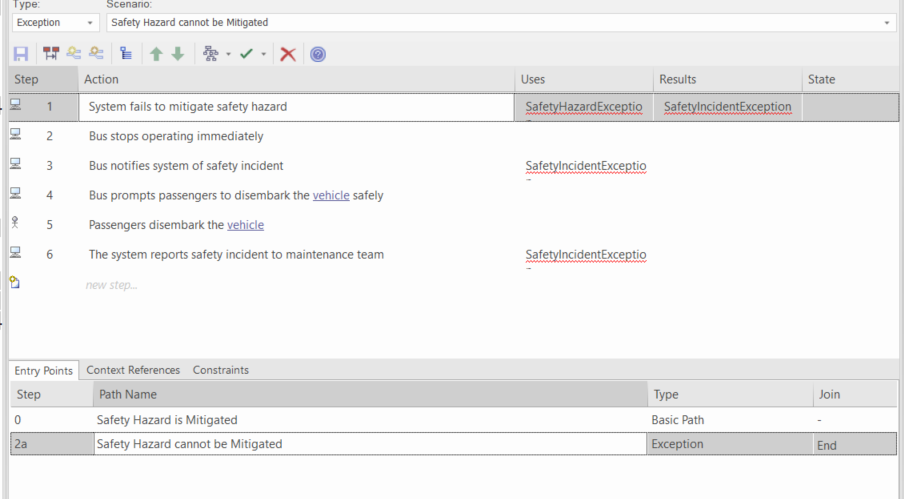 Type: Scenario:
Exception Safety Hazard cannot be Mitigated
Step Action Uses Results State
1 System fails to mitigate safety hazard SafetyHazardExceptio SafetyIncidentException
2 Bus stops operating immediately
3 Bus notifies system of safety incident SafetyIncidentExceptio
4 Bus prompts passengers to disembark the vehicle safely
5 Passengers disembark the vehicle
6 The system reports safety incident to maintenance team SafetyIncidentExceptio
new step...
Entry Points Context References Constraints
Step Path Name Type Join
0 Safety Hazard is Mitigated Basic Path -
2a Safety Hazard cannot be Mitigated Exception End